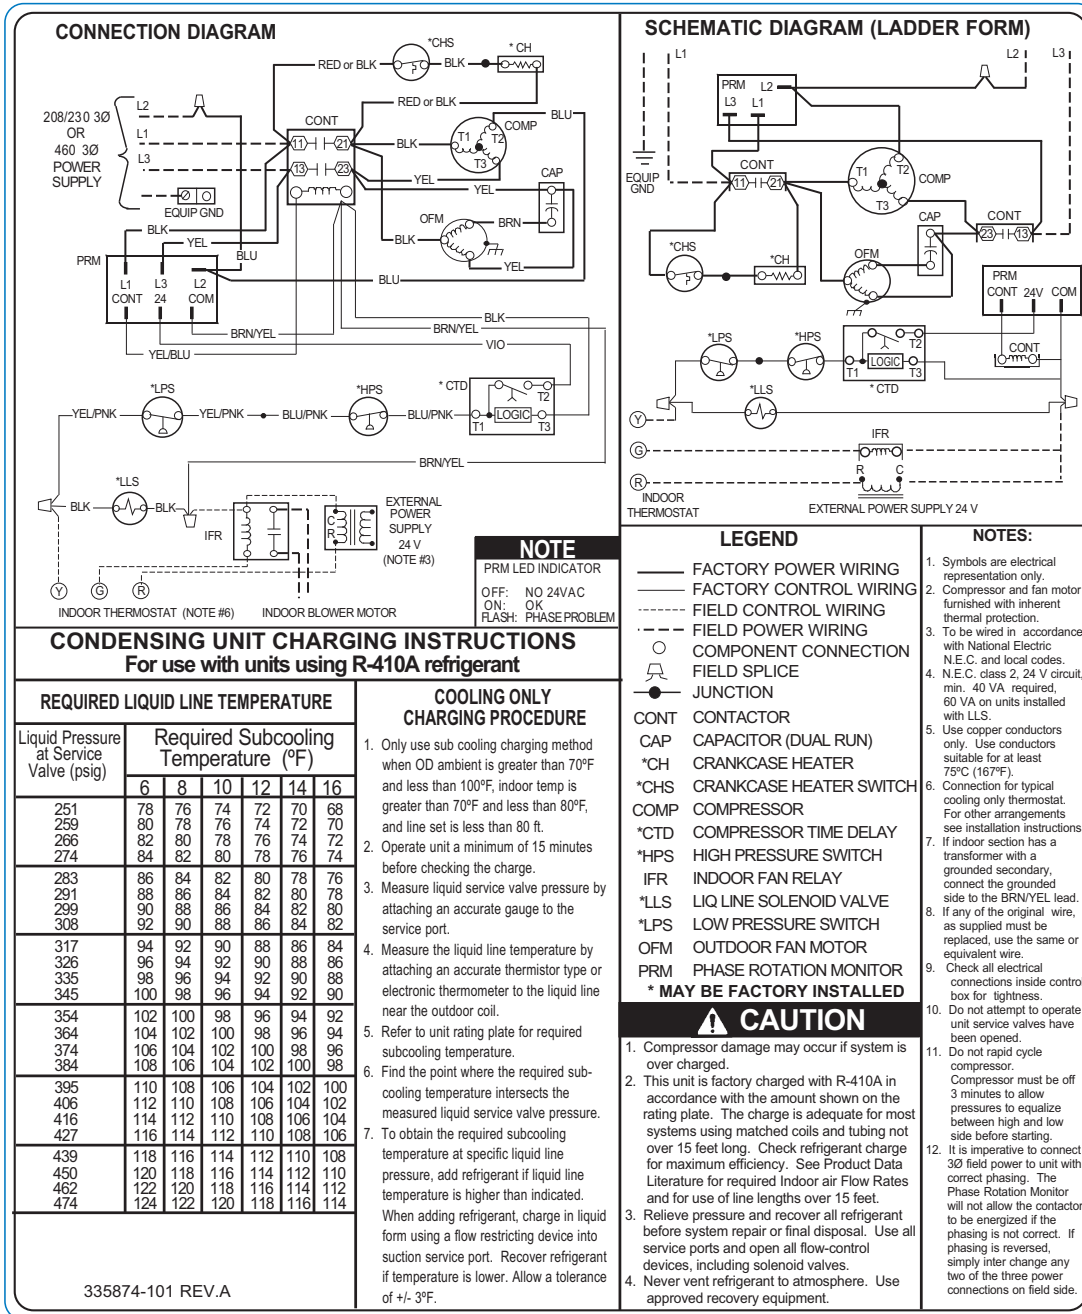 CONNECTION DIAGRAM
*CHS
* CH
RED or BLK
BLK
RED or BLK
BLU
208/230 3Ø
OR
460 3Ø
POWER
SUPPLY
L2
L1
L3
EQUIP GND
CONT
11
21
13
23
BLK
YEL
COMP
T1
T2
T3
YEL
CAP
OFM
BRN
BLK
YEL
BLK
YEL
BLU
BLU
PRM
L1 L3 L2
CONT 24 COM
BLK
BRN/YEL
BRN/YEL
VIO
YEL/BLU
*LPS
*HPS
* CTD
YEL/PNK
YEL/PNK
BLU/PNK
BLU/PNK
T2
LOGIC
T1
T3
BRN/YEL
*LLS
BLK
BLK
IFR
C
R
EXTERNAL
POWER
SUPPLY
24 V
(NOTE #3)
Y
G
R
INDOOR THERMOSTAT (NOTE #6)
INDOOR BLOWER MOTOR
NOTE
PRM LED INDICATOR
OFF: NO 24VAC
ON: OK
FLASH: PHASE PROBLEM
SCHEMATIC DIAGRAM (LADDER FORM)
L1
L2
L3
PRM
L2
L3 L1
EQUIP
GND
CONT
11
21
T1
T2
T3
COMP
CAP
CONT
23
13
*CHS
*CH
OFM
PRM
CONT 24V COM
CONT
*LPS
*HPS
T2
LOGIC
T1
T3
* CTD
*LLS
Y
G
R
IFR
R
C
INDOOR
THERMOSTAT
EXTERNAL POWER SUPPLY 24 V
CONDENSING UNIT CHARGING INSTRUCTIONS
For use with units using R-410A refrigerant
REQUIRED LIQUID LINE TEMPERATURE
Liquid Pressure
at Service
Valve (psig)
Required Subcooling
Temperature (ºF)
6 8 10 12 14 16
251 78 76 74 72 70 68
259 80 78 76 74 72 70
266 82 80 78 76 74 72
274 84 82 80 78 76 74
283 86 84 82 80 78 76
291 88 86 84 82 80 78
299 90 88 86 84 82 80
308 92 90 88 86 84 82
317 94 92 90 88 86 84
326 96 94 92 90 88 86
335 98 96 94 92 90 88
345 100 98 96 94 92 90
354 102 100 98 96 94 92
364 104 102 100 98 96 94
374 106 104 102 100 98 96
384 108 106 104 102 100 98
395 110 108 106 104 102 100
406 112 110 108 106 104 102
416 114 112 110 108 106 104
427 116 114 112 110 108 106
439 118 116 114 112 110 108
450 120 118 116 114 112 110
462 122 120 118 116 114 112
474 124 122 120 118 116 114
335874-101 REV.A
COOLING ONLY
CHARGING PROCEDURE
1. Only use sub cooling charging method
when OD ambient is greater than 70ºF
and less than 100ºF, indoor temp is
greater than 70ºF and less than 80ºF,
and line set is less than 80 ft.
2. Operate unit a minimum of 15 minutes
before checking the charge.
3. Measure liquid service valve pressure by
attaching an accurate gauge to the
service port.
4. Measure the liquid line temperature by
attaching an accurate thermistor type or
electronic thermometer to the liquid line
near the outdoor coil.
5. Refer to unit rating plate for required
subcooling temperature.
6. Find the point where the required sub-
cooling temperature intersects the
measured liquid service valve pressure.
7. To obtain the required subcooling
temperature at specific liquid line
pressure, add refrigerant if liquid line
temperature is higher than indicated.
When adding refrigerant, charge in liquid
form using a flow restricting device into
suction service port. Recover refrigerant
if temperature is lower. Allow a tolerance
of +/- 3ºF.
LEGEND
FACTORY POWER WIRING
FACTORY CONTROL WIRING
FIELD CONTROL WIRING
FIELD POWER WIRING
COMPONENT CONNECTION
FIELD SPLICE
JUNCTION
CONT CONTACTOR
CAP CAPACITOR (DUAL RUN)
*CH CRANKCASE HEATER
*CHS CRANKCASE HEATER SWITCH
COMP COMPRESSOR
*CTD COMPRESSOR TIME DELAY
*HPS HIGH PRESSURE SWITCH
IFR INDOOR FAN RELAY
*LLS LIQ LINE SOLENOID VALVE
*LPS LOW PRESSURE SWITCH
OFM OUTDOOR FAN MOTOR
PRM PHASE ROTATION MONITOR
* MAY BE FACTORY INSTALLED
CAUTION
1. Compressor damage may occur if system is
over charged.
2. This unit is factory charged with R-410A in
accordance with the amount shown on the
rating plate. The charge is adequate for most
systems using matched coils and tubing not
over 15 feet long. Check refrigerant charge
for maximum efficiency. See Product Data
Literature for required Indoor air Flow Rates
and for use of line lengths over 15 feet.
3. Relieve pressure and recover all refrigerant
before system repair or final disposal. Use all
service ports and open all flow-control
devices, including solenoid valves.
4. Never vent refrigerant to atmosphere. Use
approved recovery equipment.
NOTES:
1. Symbols are electrical
representation only.
2. Compressor and fan motor
furnished with inherent
thermal protection.
3. To be wired in accordance
with National Electric
N.E.C. and local codes.
4. N.E.C. class 2, 24 V circuit,
min. 40 VA required,
60 VA on units installed
with LLS.
5. Use copper conductors
only. Use conductors
suitable for at least
75ºC (167ºF).
6. Connection for typical
cooling only thermostat.
For other arrangements
see installation instructions
7. If indoor section has a
transformer with a
grounded secondary,
connect the grounded
side to the BRN/YEL lead.
8. If any of the original wire,
as supplied must be
replaced, use the same or
equivalent wire.
9. Check all electrical
connections inside control
box for tightness.
10. Do not attempt to operate
unit service valves have
been opened.
11. Do not rapid cycle
compressor.
Compressor must be off
3 minutes to allow
pressures to equalize
between high and low
side before starting.
12. It is imperative to connect
3Ø field power to unit with
correct phasing. The
Phase Rotation Monitor
will not allow the contactor
to be energized if the
phasing is not correct. If
phasing is reversed,
simply inter change any
two of the three power
connections on field side.